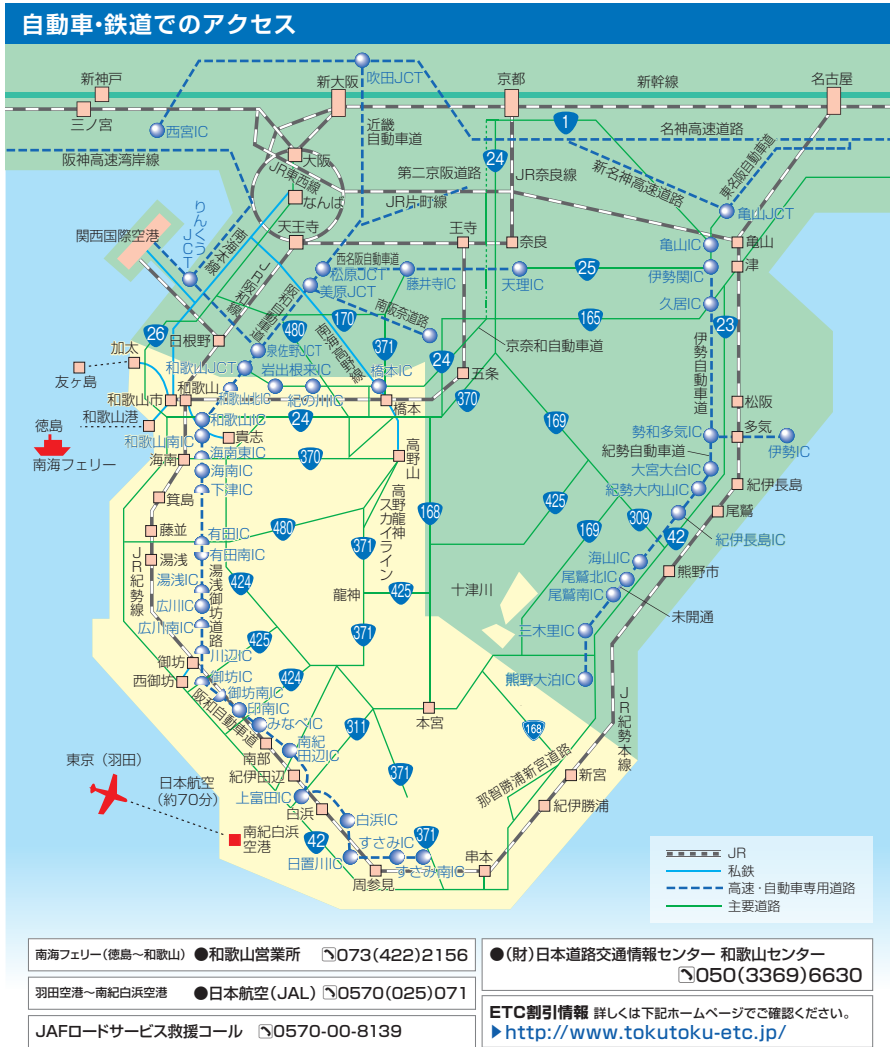 自動車・鉄道でのアクセス
新神戸
新大阪
吹田JCT
京都
新幹線
名古屋
三ノ宮
西宮IC
近畿
自動車道
1
名神高速道路
阪神高速湾岸線
大阪
第二京阪道路
24
JR奈良線
新名神高速道路
東名阪自動車道
JR東西線
なんば
JR片町線
亀山JCT
りんくう
JCT
南海本線
関西国際空港
天王寺
王寺
奈良
亀山IC
亀山
西名阪自動車道
松原JCT
美原JCT
藤井寺IC
天理IC
25
伊勢関IC
津
JR阪和線
阪和自動車道
久居IC
南阪奈道路
26
480
170
南海高野線
371
165
23
日根野
京奈和自動車道
伊勢自動車道
加太
泉佐野JCT
24
友ヶ島
和歌山JCT
岩出根来IC
橋本IC
五条
和歌山市
和歌山
和歌山北IC
紀の川IC
橋本
370
松阪
徳島
和歌山港
和歌山IC
24
169
和歌山南IC
貴志
勢和多気IC
多気
伊勢IC
南海フェリー
海南
海南東IC
370
高野山
紀勢自動車道
海南IC
大宮大台IC
下津IC
紀勢大内山IC
紀伊長島
箕島
高野龍神
スカイライン
168
425
309
尾鷲
藤並
有田IC
480
169
42
紀伊長島IC
有田南IC
371
海山IC
JR紀勢線
湯浅
湯浅IC
424
425
十津川
尾鷲北IC
熊野市
湯浅御坊道路
龍神
尾鷲南IC
未開通
広川IC
広川南IC
425
371
三木里IC
川辺IC
御坊
西御坊
御坊IC
424
熊野大泊IC
御坊南IC
阪和自動車道
印南IC
JR紀勢本線
みなべIC
311
本宮
168
南部
南紀
田辺IC
東京（羽田）
紀伊田辺
371
那智勝浦新宮道路
新宮
日本航空
（約70分）
上富田IC
紀伊勝浦
白浜
白浜IC
南紀白浜
空港
42
すさみIC
371
日置川IC
すさみ南IC
串本
周参見
JR
私鉄
高速・自動車専用道路
主要道路
南海フェリー（徳島〜和歌山） ●和歌山営業所 073(422)2156
羽田空港〜南紀白浜空港 ●日本航空（JAL） 0570(025)071
JAFロードサービス救援コール 0570-00-8139
●（財）日本道路交通情報センター 和歌山センター
050(3369)6630
ETC割引情報 詳しくは下記ホームページでご確認ください。
http://www.tokutoku-etc.jp/